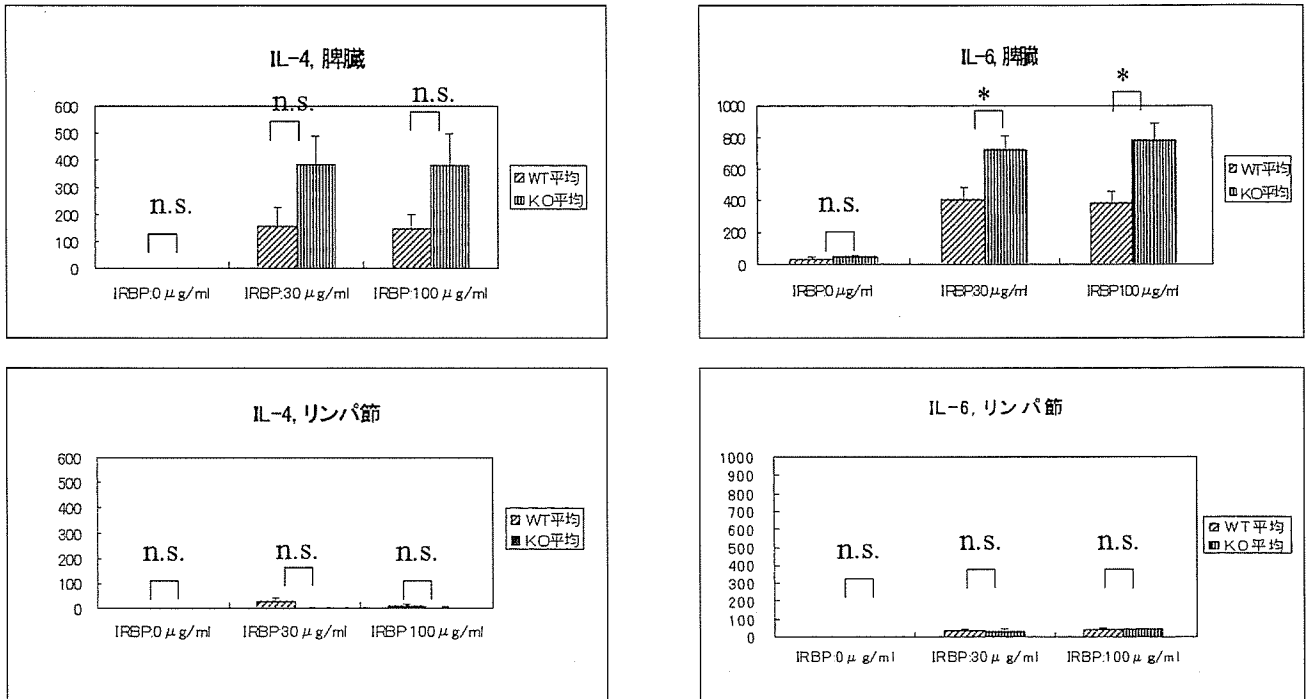 IL-4, 脾臓
600
500
400
300
200
100
0
n.s.
n.s.
n.s.
IRBP:0 μg/ml
IRBP:30 μg/ml
IRBP:100 μg/ml
WT平均
KO平均
IL-6, 脾臓
1000
800
600
400
200
0
n.s.
*
*
IRBP:0 μg/ml
IRBP30 μg/ml
IRBP100 μg/ml
WT平均
KO平均
IL-4, リンパ節
600
500
400
300
200
100
0
n.s.
n.s.
n.s.
IRBP:0 μg/ml
IRBP:30 μg/ml
IRBP:100 μg/ml
WT平均
KO平均
IL-6, リンパ節
1000
900
800
700
600
500
400
300
200
100
0
n.s.
n.s.
n.s.
IRBP:0 μg/ml
IRBP:30 μg/ml
IRBP:100 μg/ml
WT平均
KO平均